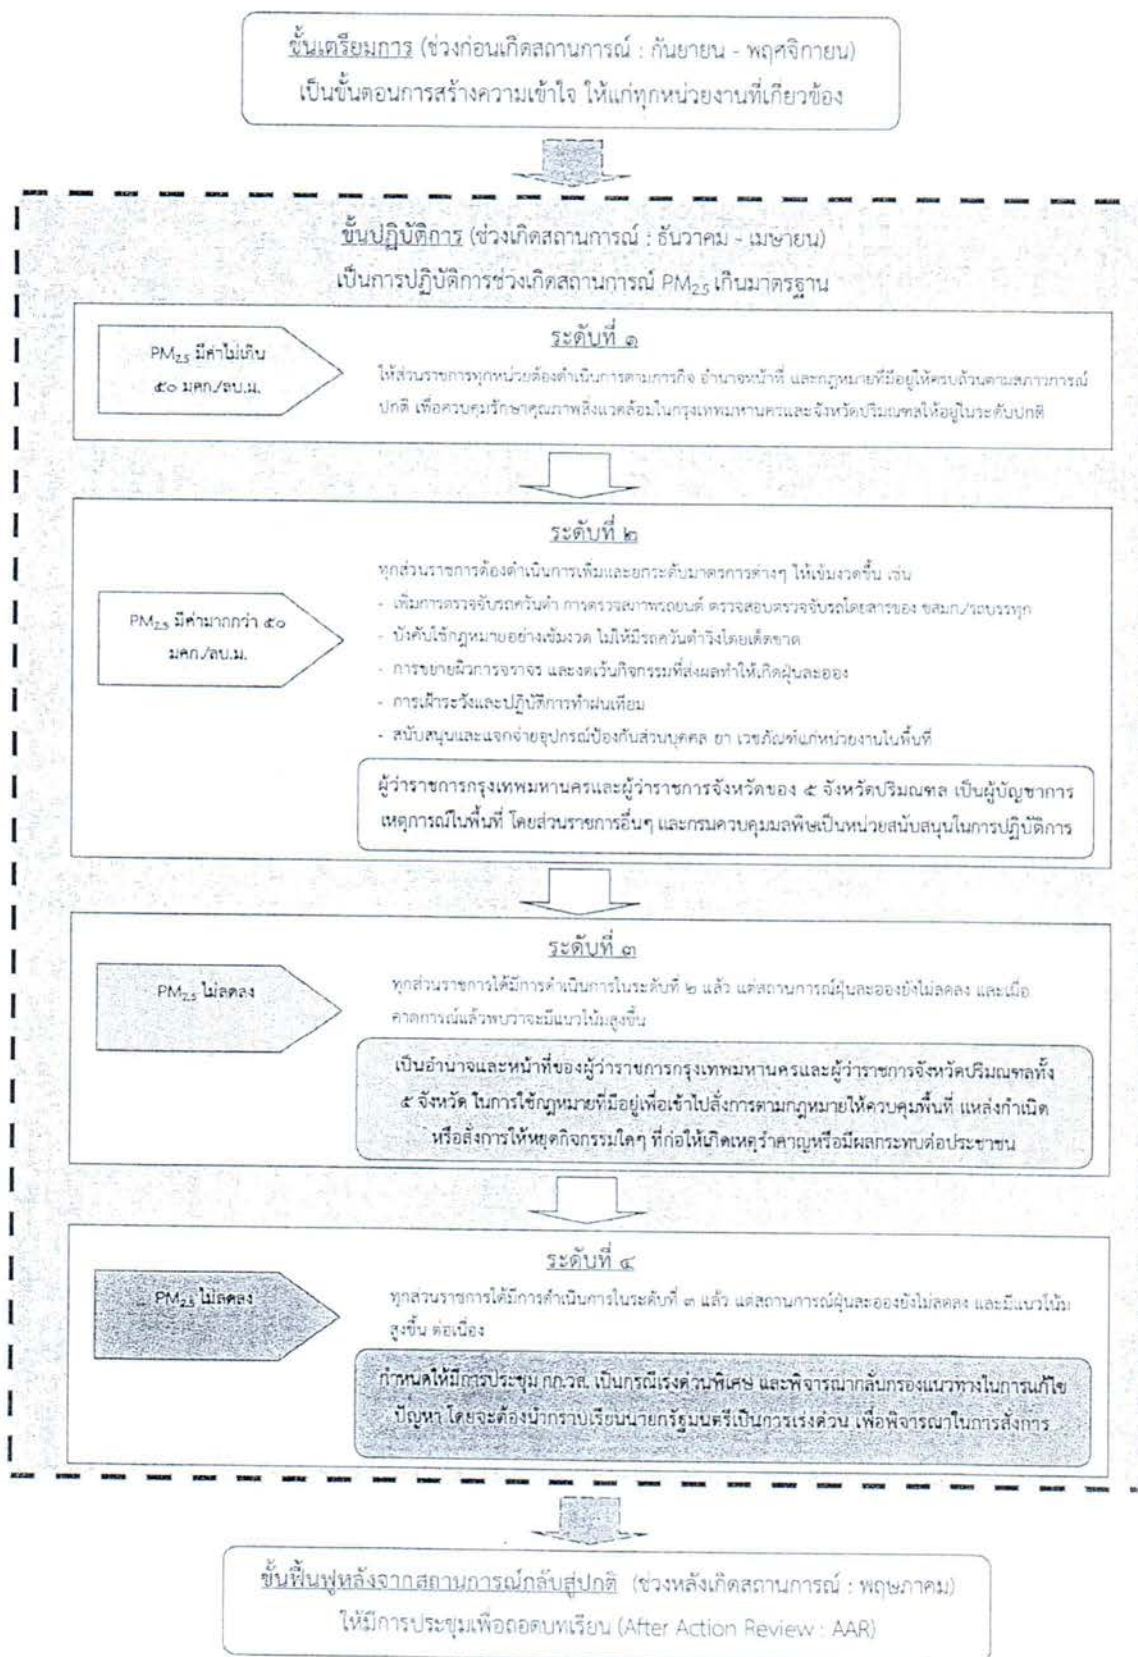 ขั้นเตรียมการ (ช่วงก่อนเกิดสถานการณ์ : กันยายน - พฤศจิกายน)
เป็นขั้นตอนการสร้างความเข้าใจ ให้แก่ทุกหน่วยงานที่เกี่ยวข้อง
ขั้นปฏิบัติการ (ช่วงเกิดสถานการณ์ : ธันวาคม - เมษายน)
เป็นการปฏิบัติการช่วงเกิดสถานการณ์ PM2.5 เกินมาตรฐาน
PM2.5 มีค่าไม่เกิน
๕๐ มคก./ลบ.ม.
ระดับที่ ๑
ให้ส่วนราชการทุกหน่วยต้องดำเนินการตามภารกิจ อำนาจหน้าที่ และกฎหมายที่มีอยู่ให้ครบถ้วนตามสภาวการณ์
ปกติ เพื่อควบคุมรักษาคุณภาพสิ่งแวดล้อมในกรุงเทพมหานครและจังหวัดปริมณฑลให้อยู่ในระดับปกติ
PM2.5 มีค่ามากกว่า ๕๐
มคก./ลบ.ม.
ระดับที่ ๒
ทุกส่วนราชการต้องดำเนินการเพิ่มและยกระดับมาตรการต่างๆ ให้เข้มงวดขึ้น เช่น
- เพิ่มการตรวจจับรถควันดำ การตรวจสภาพรถยนต์ ตรวจสอบตรวจจับรถโดยสารของ ขสมก./รถบรรทุก
- บังคับใช้กฎหมายอย่างเข้มงวด ไม่ให้มีรถควันดำวิ่งโดยเด็ดขาด
- การขยายผิวการจราจร และงดเว้นกิจกรรมที่ส่งผลทำให้เกิดฝุ่นละออง
- การเฝ้าระวังและปฏิบัติการทำฝนเทียม
- สนับสนุนและแจกจ่ายอุปกรณ์ป้องกันส่วนบุคคล ยา เวชภัณฑ์แก่หน่วยงานในพื้นที่
ผู้ว่าราชการกรุงเทพมหานครและผู้ว่าราชการจังหวัดของ ๕ จังหวัดปริมณฑล เป็นผู้บัญชาการ
เหตุการณ์ในพื้นที่ โดยส่วนราชการอื่นๆ และกรมควบคุมมลพิษเป็นหน่วยสนับสนุนในการปฏิบัติการ
PM2.5 ไม่ลดลง
ระดับที่ ๓
ทุกส่วนราชการได้มีการดำเนินการในระดับที่ ๒ แล้ว แต่สถานการณ์ฝุ่นละอองยังไม่ลดลง และเมื่อ
คาดการณ์แล้วพบว่าจะมีแนวโน้มสูงขึ้น
เป็นอำนาจและหน้าที่ของผู้ว่าราชการกรุงเทพมหานครและผู้ว่าราชการจังหวัดปริมณฑลทั้ง
๕ จังหวัด ในการใช้กฎหมายที่มีอยู่เพื่อเข้าไปสั่งการตามกฎหมายให้ควบคุมพื้นที่ แหล่งกำเนิด
หรือสั่งการให้หยุดกิจกรรมใดๆ ที่ก่อให้เกิดเหตุรำคาญหรือมีผลกระทบต่อประชาชน
PM2.5 ไม่ลดลง
ระดับที่ ๔
ทุกส่วนราชการได้มีการดำเนินการในระดับที่ ๓ แล้ว แต่สถานการณ์ฝุ่นละอองยังไม่ลดลง และมีแนวโน้ม
สูงขึ้น ต่อเนื่อง
กำหนดให้มีการประชุม กก.วล. เป็นกรณีเร่งด่วนพิเศษ และพิจารณากลั่นกรองแนวทางในการแก้ไข
ปัญหา โดยจะต้องนำกราบเรียนนายกรัฐมนตรีเป็นการเร่งด่วน เพื่อพิจารณาในการสั่งการ
ขั้นฟื้นฟูหลังจากสถานการณ์กลับสู่ปกติ (ช่วงหลังเกิดสถานการณ์ : พฤษภาคม)
ให้มีการประชุมเพื่อถอดบทเรียน (After Action Review : AAR)